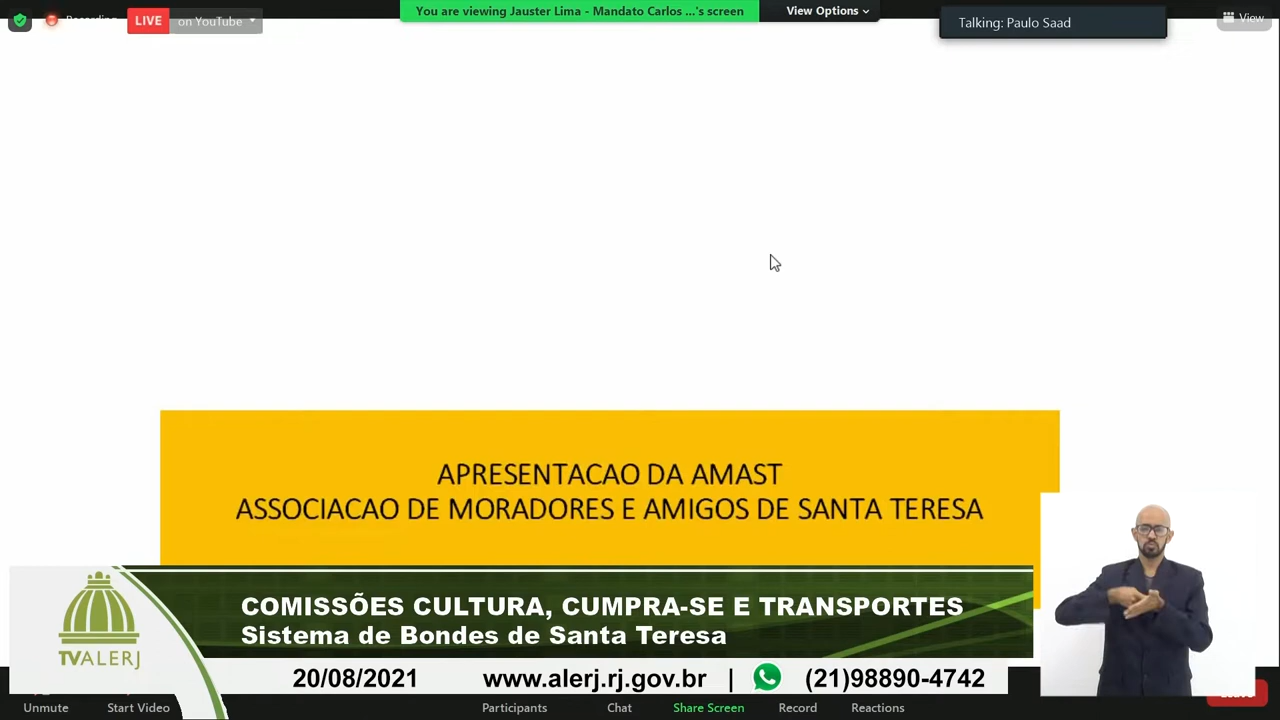 Recording
LIVE
on YouTube
You are viewing Jauster Lima - Mandato Carlos ...'s screen
View Options
Talking: Paulo Saad
View
APRESENTACAO DA AMAST
ASSOCIACAO DE MORADORES E AMIGOS DE SANTA TERESA
COMISSÕES CULTURA, CUMPRA-SE E TRANSPORTES
Sistema de Bondes de Santa Teresa
TVALERJ
20/08/2021 www.alerj.rj.gov.br | (21)98890-4742
Unmute
Start Video
Participants
Chat
Share Screen
Record
Reactions
Leave